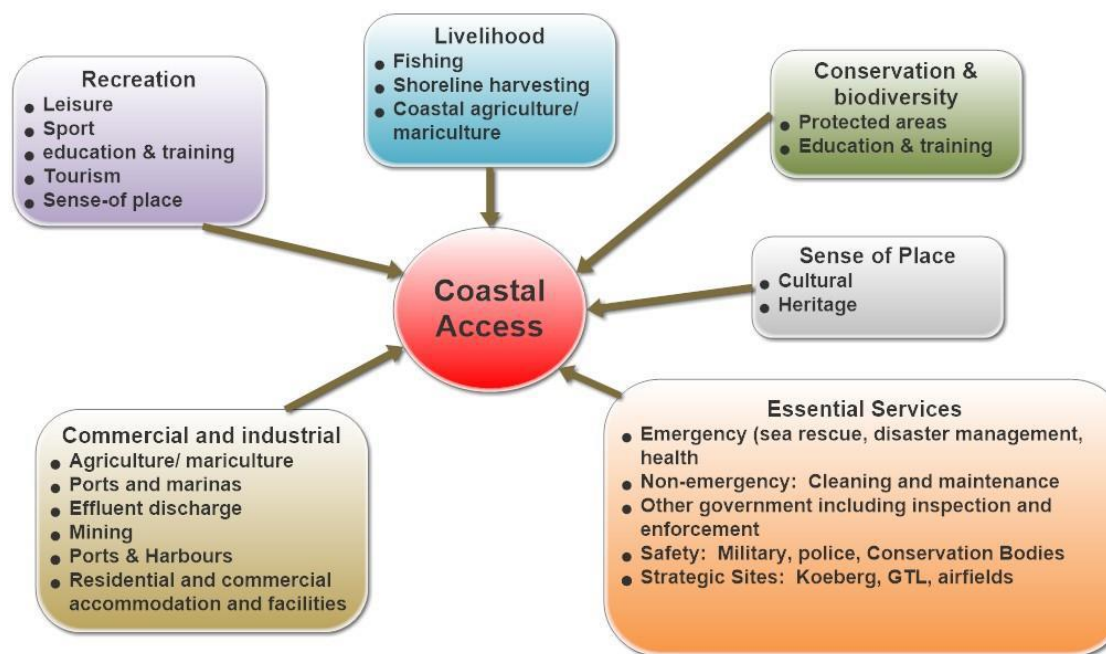 Recreation
• Leisure
• Sport
• education & training
• Tourism
• Sense-of place
Livelihood
• Fishing
• Shoreline harvesting
• Coastal agriculture/
mariculture
Conservation &
biodiversity
• Protected areas
• Education & training
Coastal
Access
Sense of Place
• Cultural
• Heritage
Commercial and industrial
• Agriculture/ mariculture
• Ports and marinas
• Effluent discharge
• Mining
• Ports & Harbours
• Residential and commercial
accommodation and facilities
Essential Services
• Emergency (sea rescue, disaster management,
health
• Non-emergency: Cleaning and maintenance
• Other government including inspection and
enforcement
• Safety: Military, police, Conservation Bodies
• Strategic Sites: Koeberg, GTL, airfields